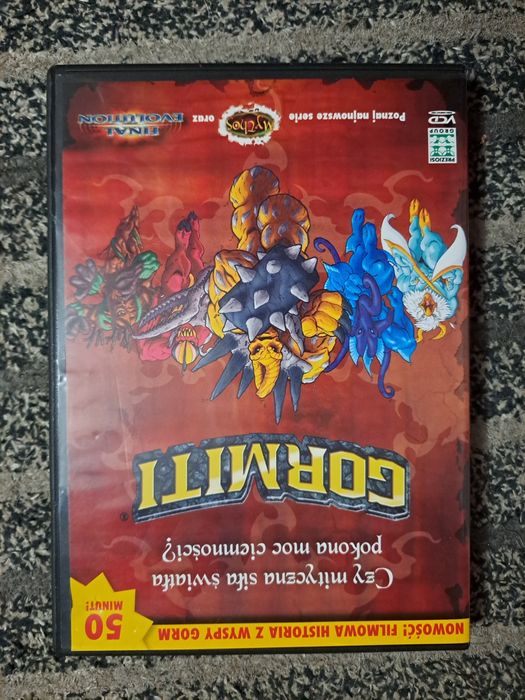 NOWOŚĆ! FILMOWA HISTORIA Z WYSPY GORM
50
MINUT!
Czy mityczna siła światła
pokona moc ciemności?
GORMITI
®
PREZIOSI
GROUP
VCD
Poznaj najnowsze serie
Mythos
oraz
FINAL
EVOLUTION